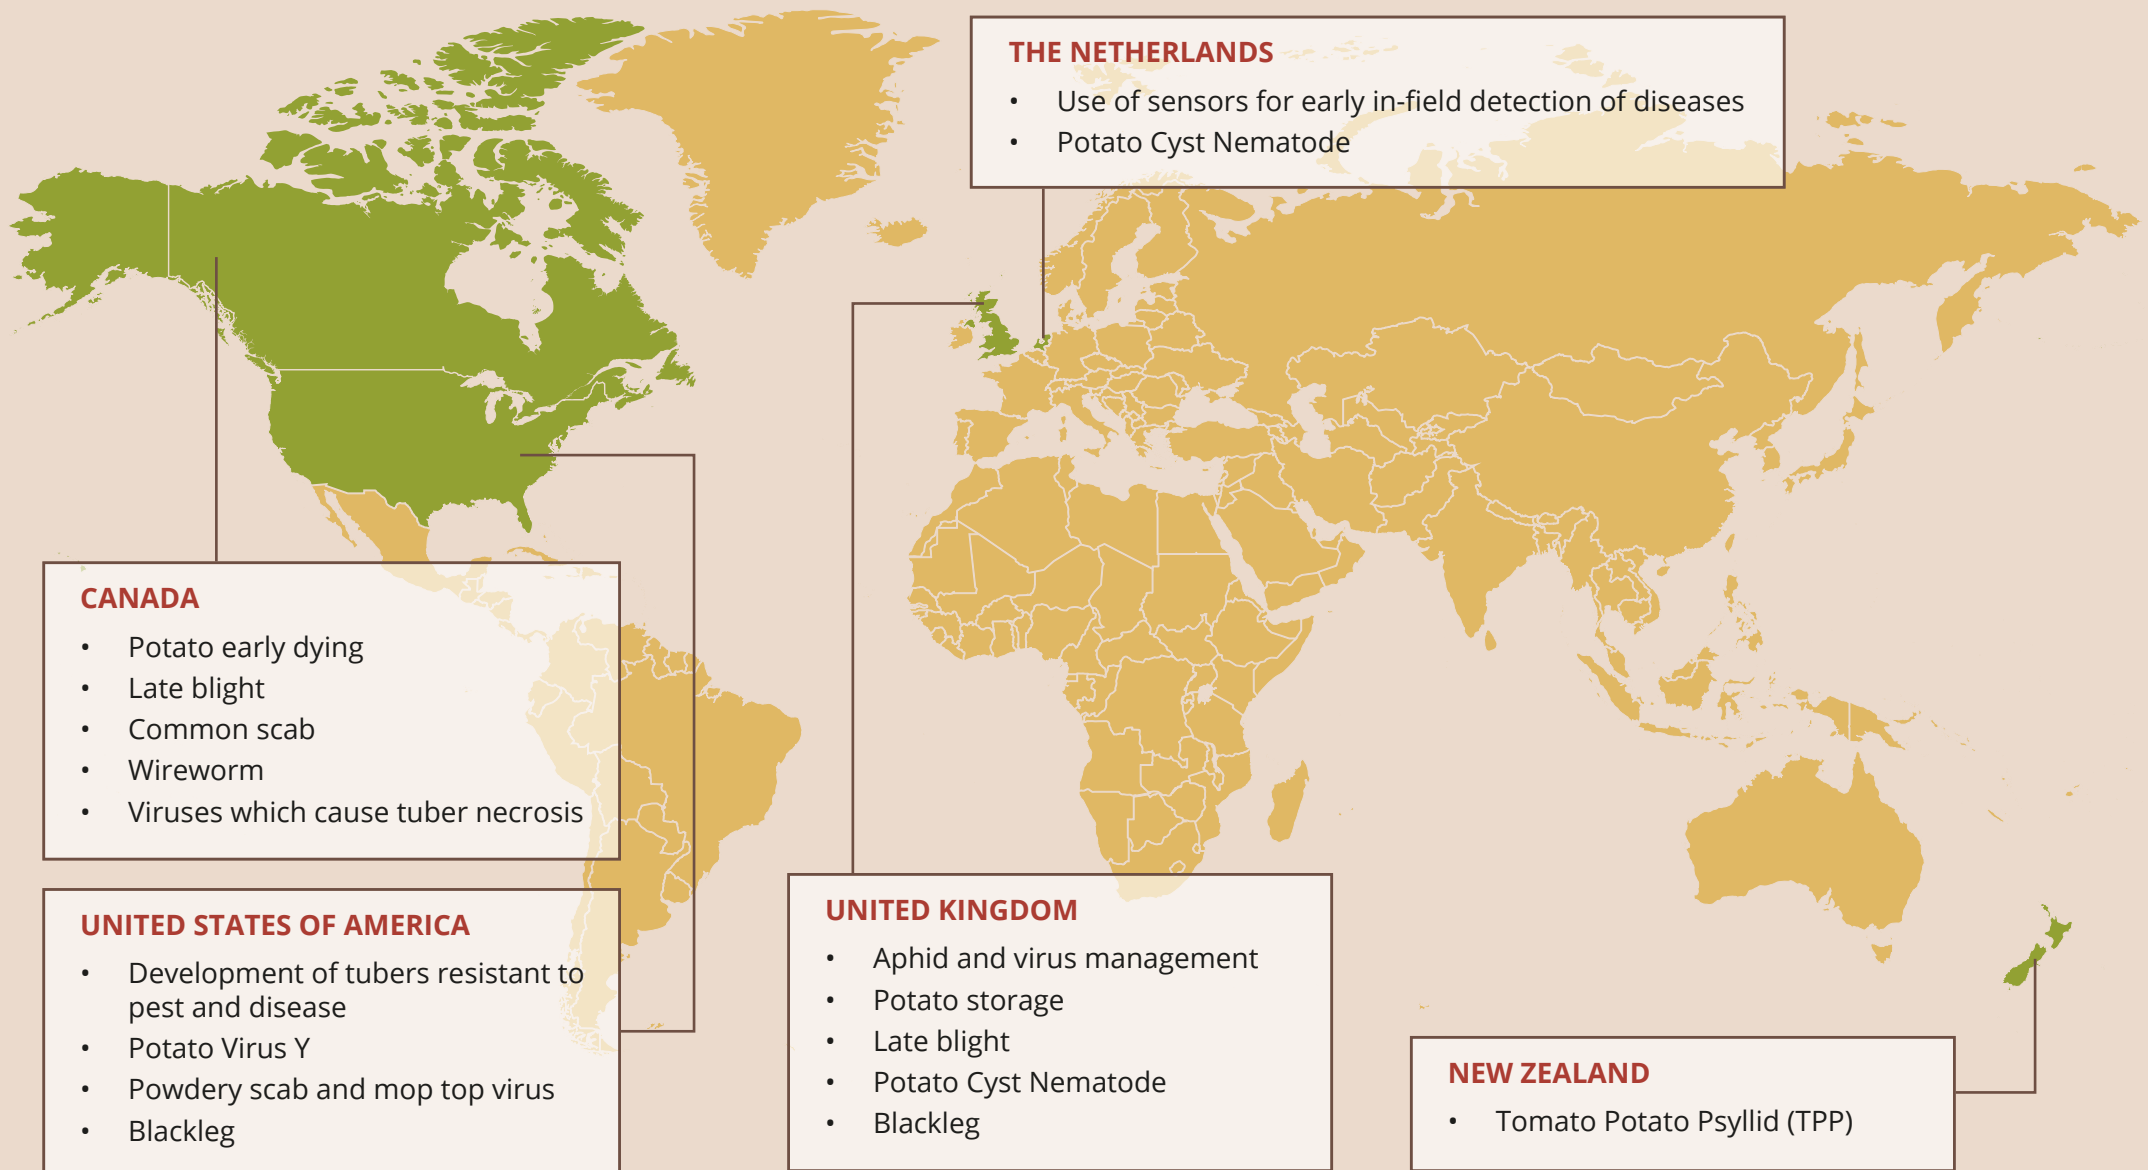 THE NETHERLANDS
• Use of sensors for early in-field detection of diseases
• Potato Cyst Nematode
CANADA
• Potato early dying
• Late blight
• Common scab
• Wireworm
• Viruses which cause tuber necrosis
UNITED STATES OF AMERICA
• Development of tubers resistant to
pest and disease
• Potato Virus Y
• Powdery scab and mop top virus
• Blackleg
UNITED KINGDOM
• Aphid and virus management
• Potato storage
• Late blight
• Potato Cyst Nematode
• Blackleg
NEW ZEALAND
• Tomato Potato Psyllid (TPP)